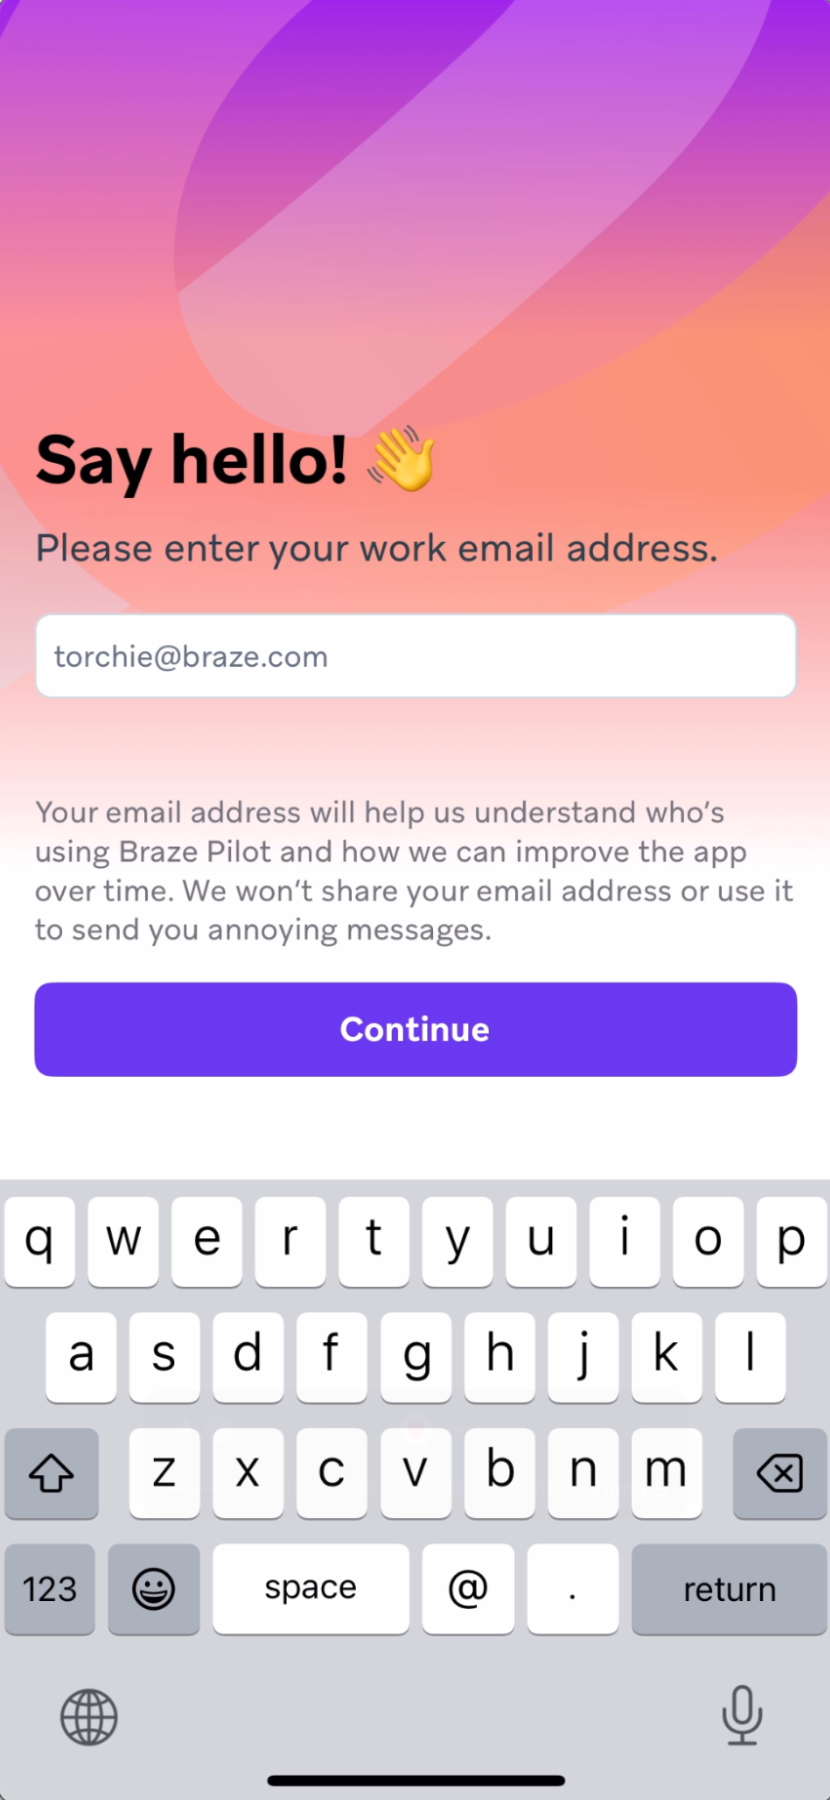 Say hello! 👋
Please enter your work email address.
torchie@braze.com
Your email address will help us understand who's
using Braze Pilot and how we can improve the app
over time. We won't share your email address or use it
to send you annoying messages.
Continue
q w e r t y u i o p
a s d f g h j k l
z x c v b n m
123 space @ . return